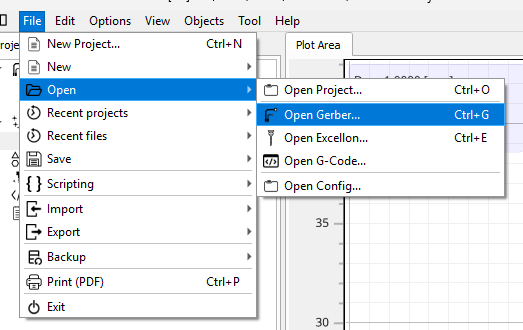 File Edit Options View Objects Tool Help
New Project... Ctrl+N
Plot Area
New
Open
Open Project... Ctrl+O
Recent projects
Open Gerber... Ctrl+G
Recent files
Open Excellon... Ctrl+E
Save
Open G-Code...
Scripting
Open Config...
Import
35
Export
Backup
Print (PDF) Ctrl+P
Exit
30